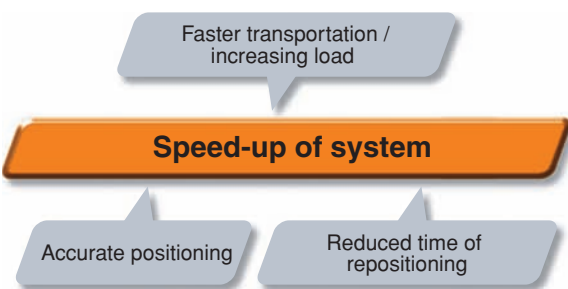 Faster transportation /
increasing load
Speed-up of system
Accurate positioning
Reduced time of
repositioning